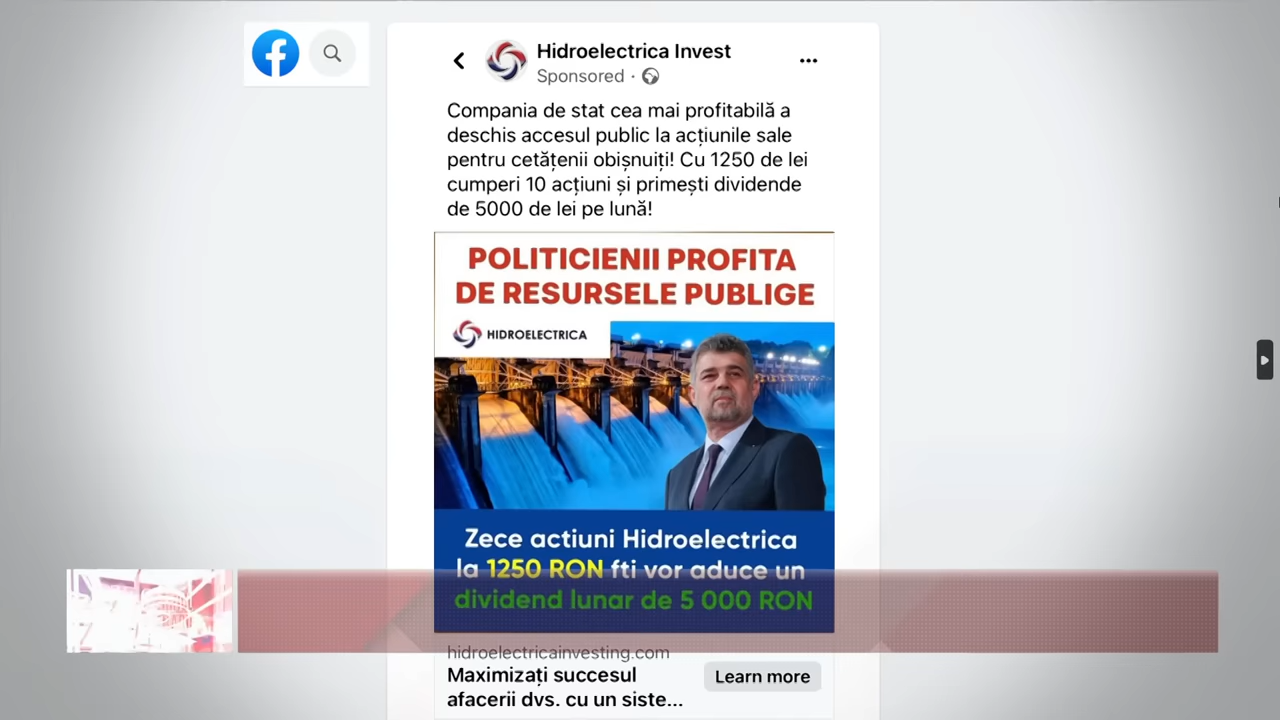 Hidroelectrica Invest
Sponsored ·
Compania de stat cea mai profitabilă a
deschis accesul public la acțiunile sale
pentru cetățenii obișnuiți! Cu 1250 de lei
cumperi 10 acțiuni și primești dividende
de 5000 de lei pe lună!
POLITICIENII PROFITA
DE RESURSELE PUBLIGE
HIDROELECTRICA
Zece actiuni Hidroelectrica
la 1250 RON fti vor aduce un
dividend lunar de 5 000 RON
hidroelectricainvesting.com
Maximizați succesul
afacerii dvs. cu un siste...
Learn more